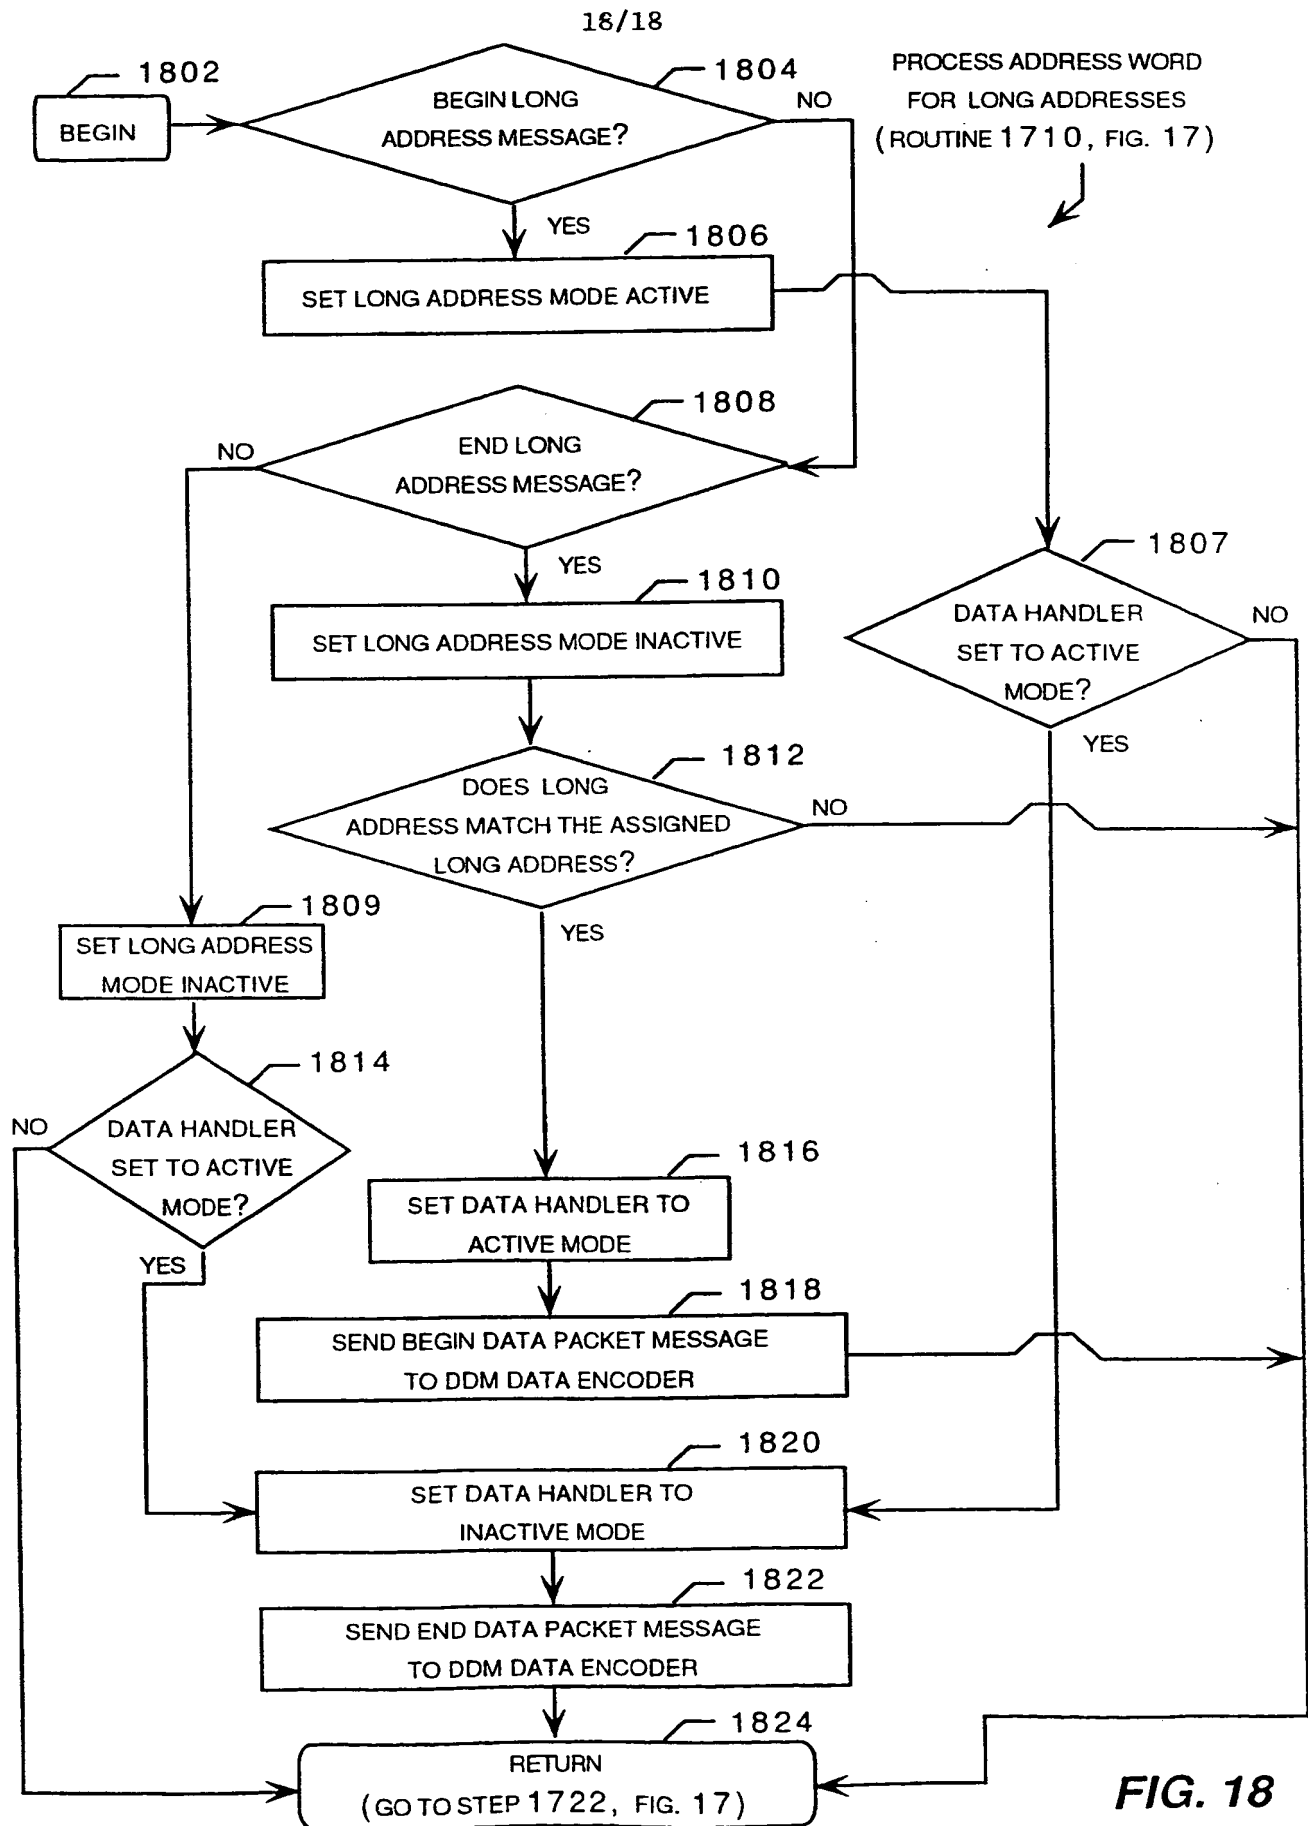 18/18
PROCESS ADDRESS WORD
FOR LONG ADDRESSES
(ROUTINE 1710, FIG. 17)
1802
BEGIN
1804
BEGIN LONG
ADDRESS MESSAGE?
NO
YES
1806
SET LONG ADDRESS MODE ACTIVE
1808
END LONG
ADDRESS MESSAGE?
NO
YES
1807
DATA HANDLER
SET TO ACTIVE
MODE?
NO
YES
1810
SET LONG ADDRESS MODE INACTIVE
1812
DOES LONG
ADDRESS MATCH THE ASSIGNED
LONG ADDRESS?
NO
YES
1809
SET LONG ADDRESS
MODE INACTIVE
1814
DATA HANDLER
SET TO ACTIVE
MODE?
NO
YES
1816
SET DATA HANDLER TO
ACTIVE MODE
1818
SEND BEGIN DATA PACKET MESSAGE
TO DDM DATA ENCODER
1820
SET DATA HANDLER TO
INACTIVE MODE
1822
SEND END DATA PACKET MESSAGE
TO DDM DATA ENCODER
1824
RETURN
(GO TO STEP 1722, FIG. 17)
FIG. 18